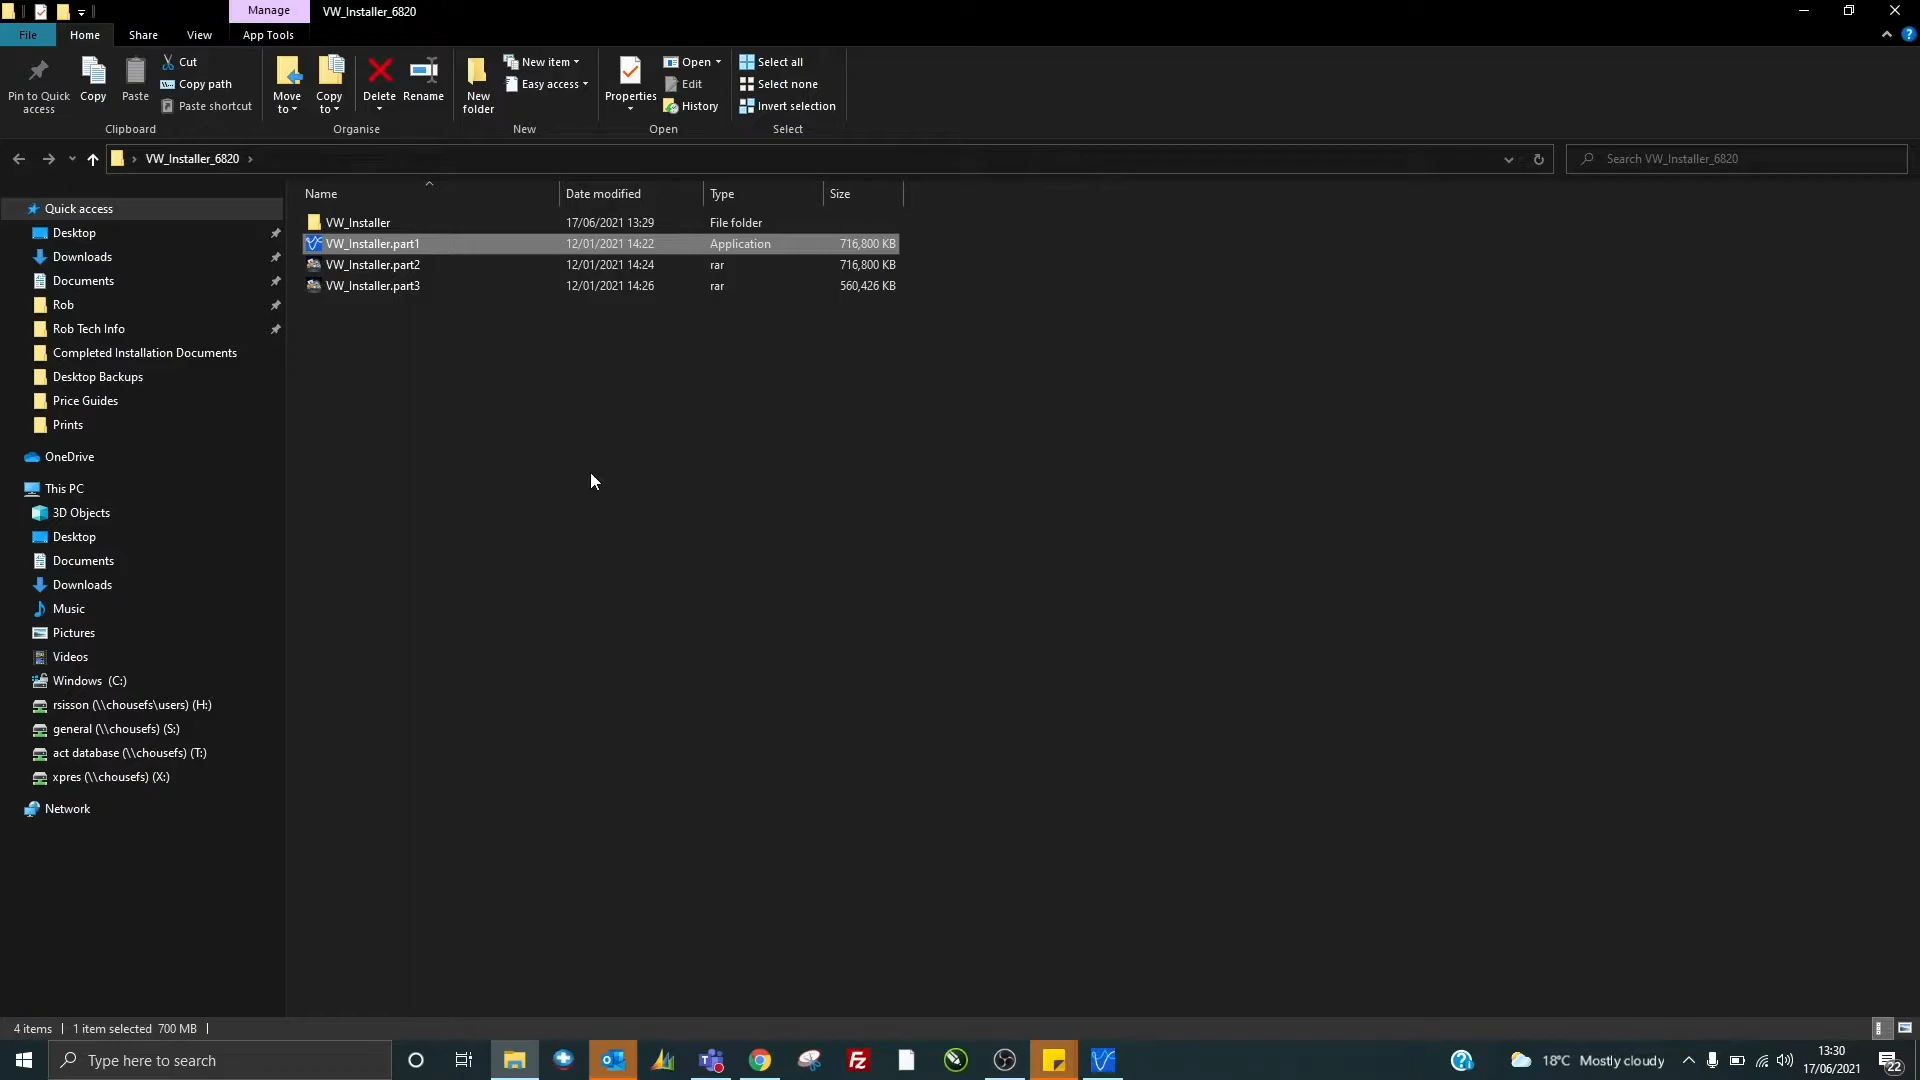 Manage
VW_Installer_6820
File
Home
Share
View
App Tools
Pin to Quick access
Copy
Paste
Cut
Copy path
Paste shortcut
Clipboard
Move to
Copy to
Delete
Rename
Organise
New folder
New item
Easy access
New
Properties
Open
Edit
History
Open
Select all
Select none
Invert selection
Select
VW_Installer_6820
Search VW_Installer_6820
Name
Date modified
Type
Size
VW_Installer 17/06/2021 13:29 File folder
VW_Installer.part1 12/01/2021 14:22 Application 716,800 KB
VW_Installer.part2 12/01/2021 14:24 rar 716,800 KB
VW_Installer.part3 12/01/2021 14:26 rar 560,426 KB
Quick access
Desktop
Downloads
Documents
Rob
Rob Tech Info
Completed Installation Documents
Desktop Backups
Price Guides
Prints
OneDrive
This PC
3D Objects
Desktop
Documents
Downloads
Music
Pictures
Videos
Windows (C:)
rsisson (\\chousefs\users) (H:)
general (\\chousefs) (S:)
act database (\\chousefs) (T:)
xpres (\\chousefs) (X:)
Network
4 items
1 item selected 700 MB
Type here to search
18°C Mostly cloudy
13:30
17/06/2021
22